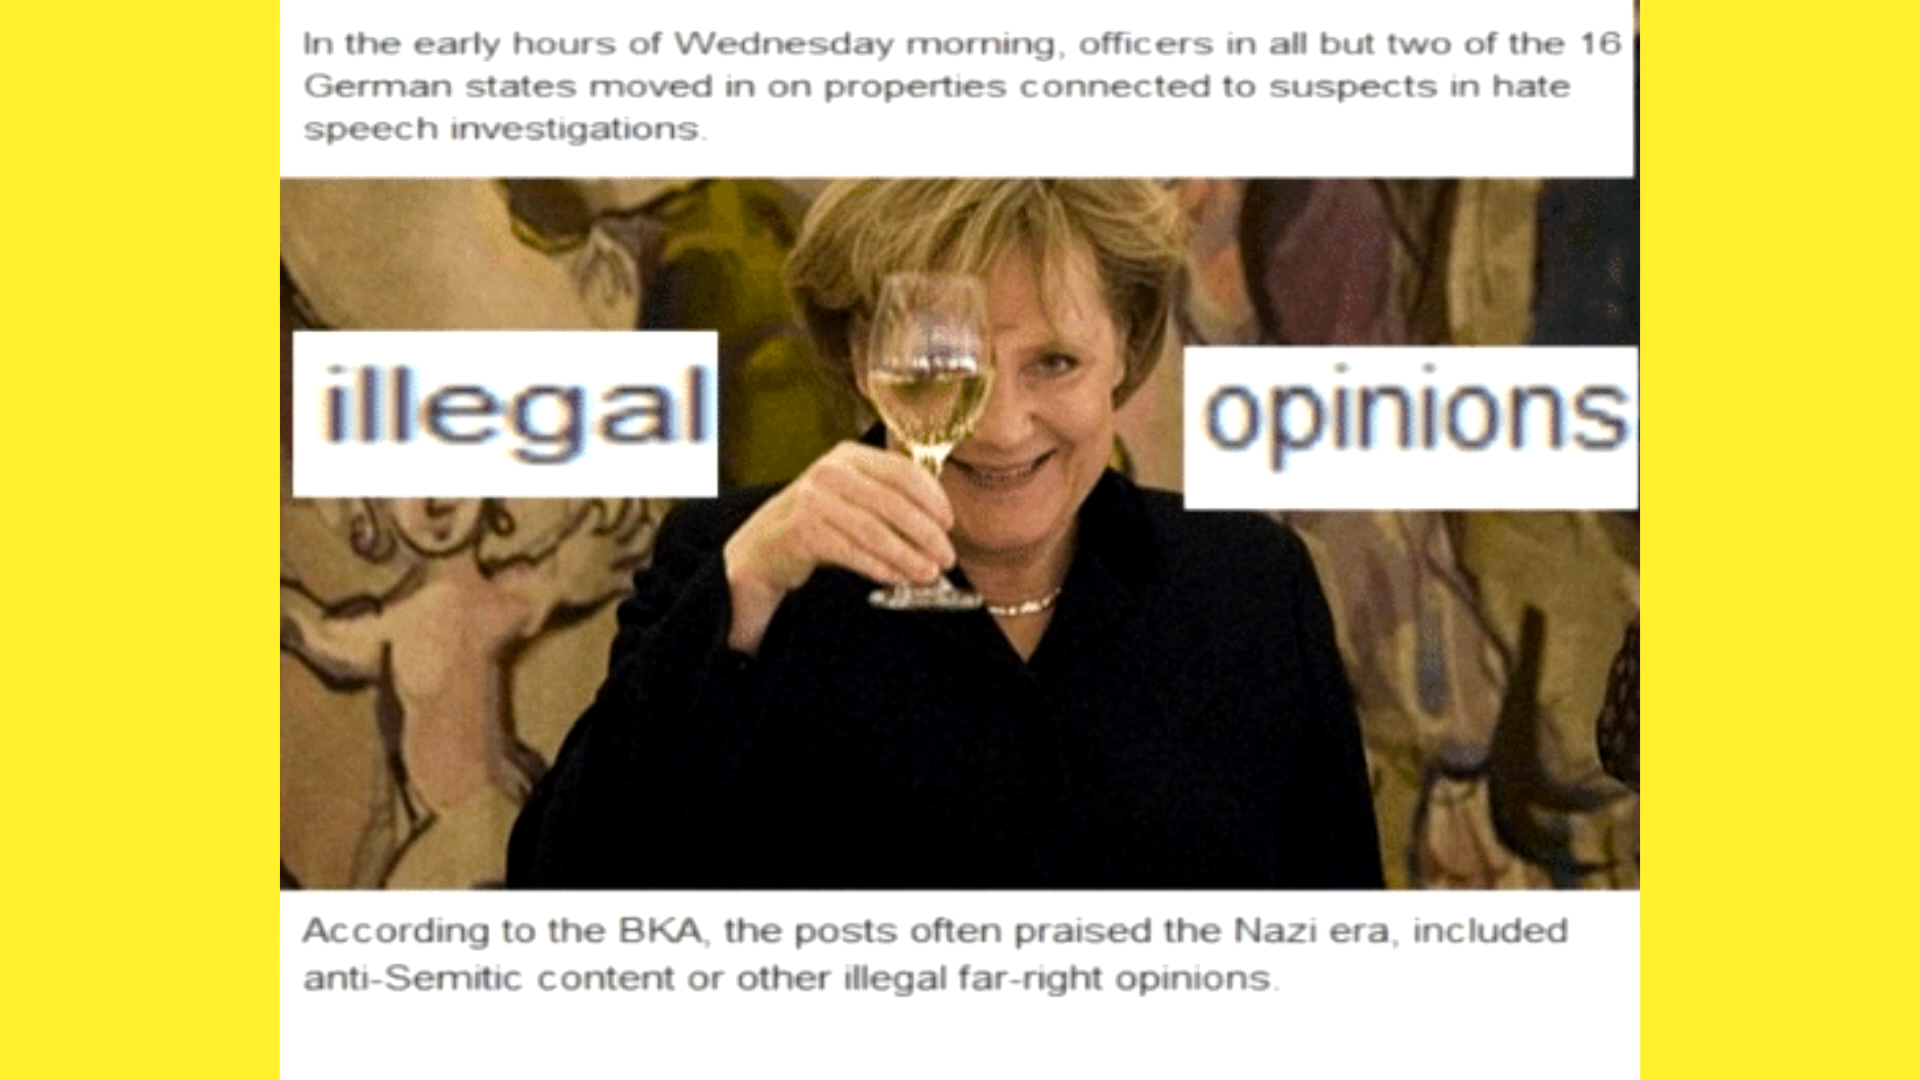 In the early hours of Wednesday morning, officers in all but two of the 16
German states moved in on properties connected to suspects in hate
speech investigations.
illegal
opinions
According to the BKA, the posts often praised the Nazi era, included
anti-Semitic content or other illegal far-right opinions.